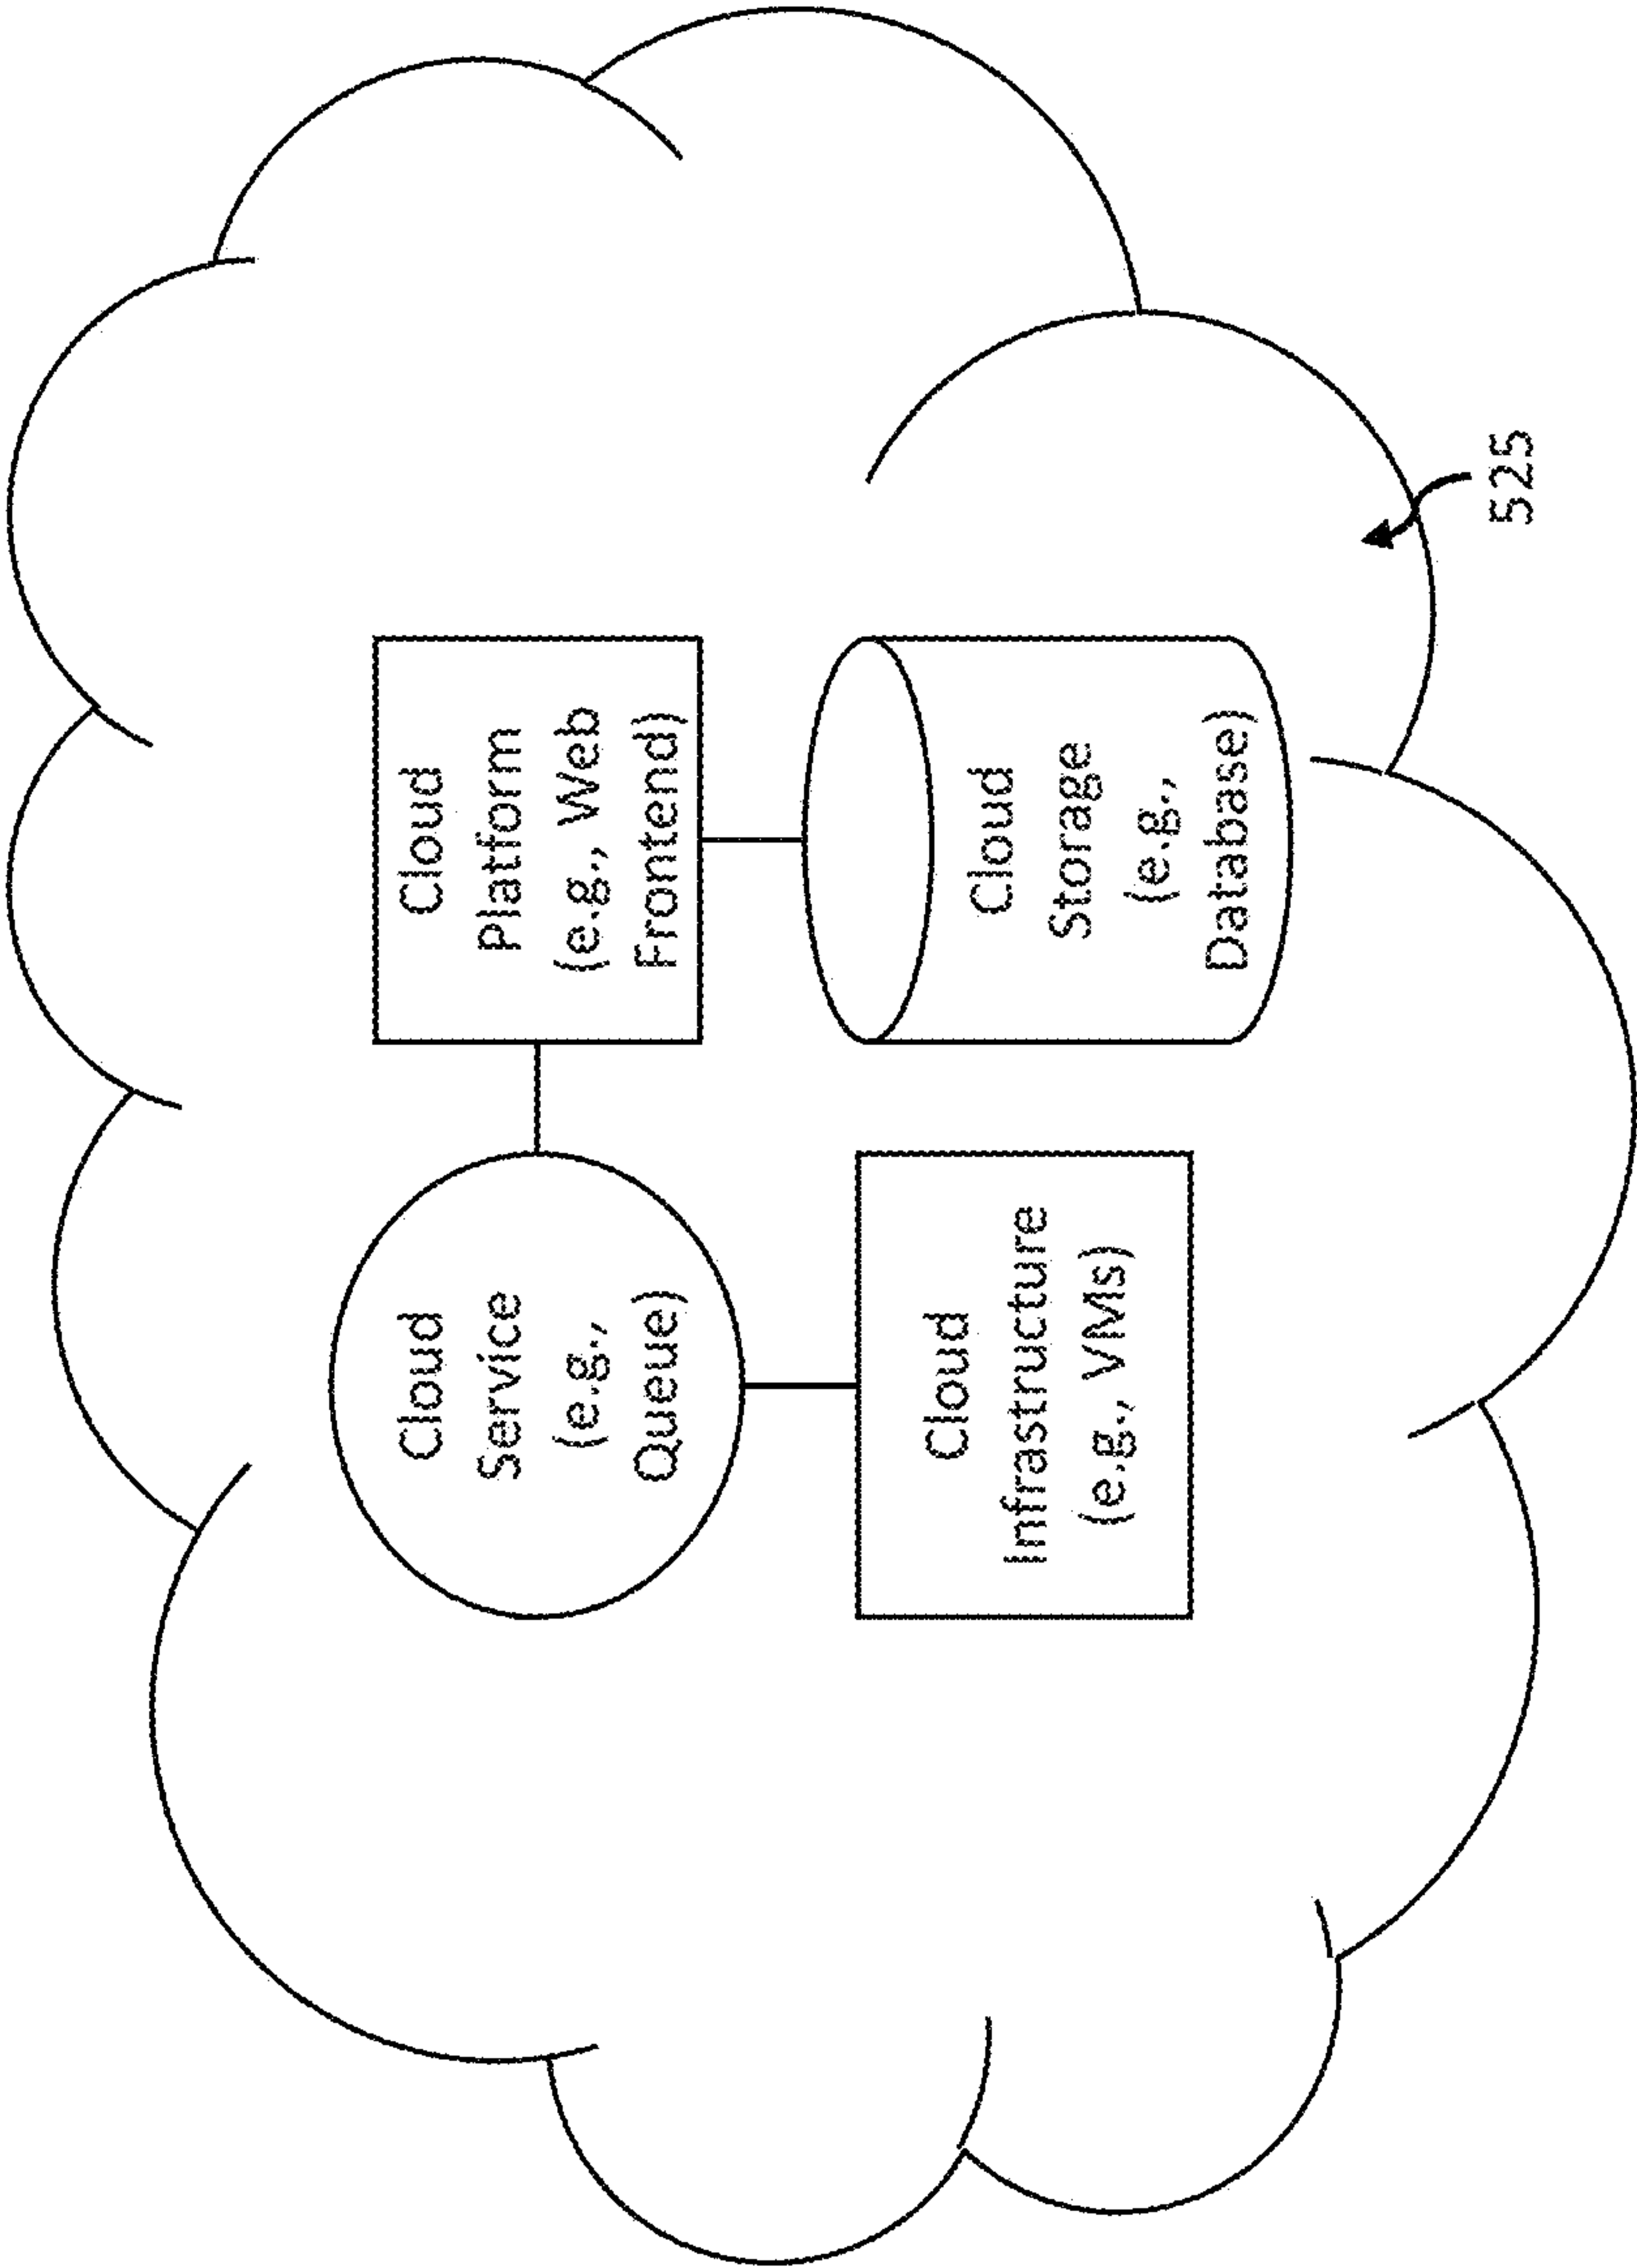 Cloud
Service
(e.g.,
Queue)
Cloud
Platform
(e.g., Web
Frontend)
Cloud
Infrastructure
(e.g., VMs)
Cloud
Storage
(e.g.,
Database)
525